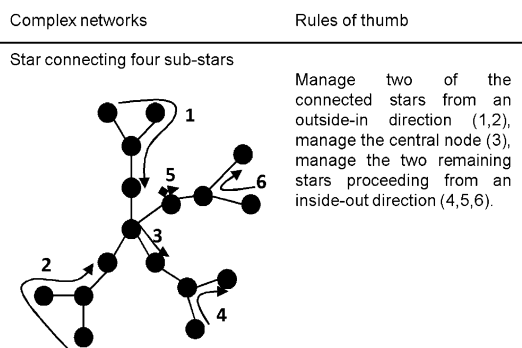 Complex networks
Rules of thumb
Star connecting four sub-stars
Manage two of the
connected stars from an
outside-in direction (1,2),
manage the central node (3),
manage the two remaining
stars proceeding from an
inside-out direction (4,5,6).
1
5
6
3
2
4